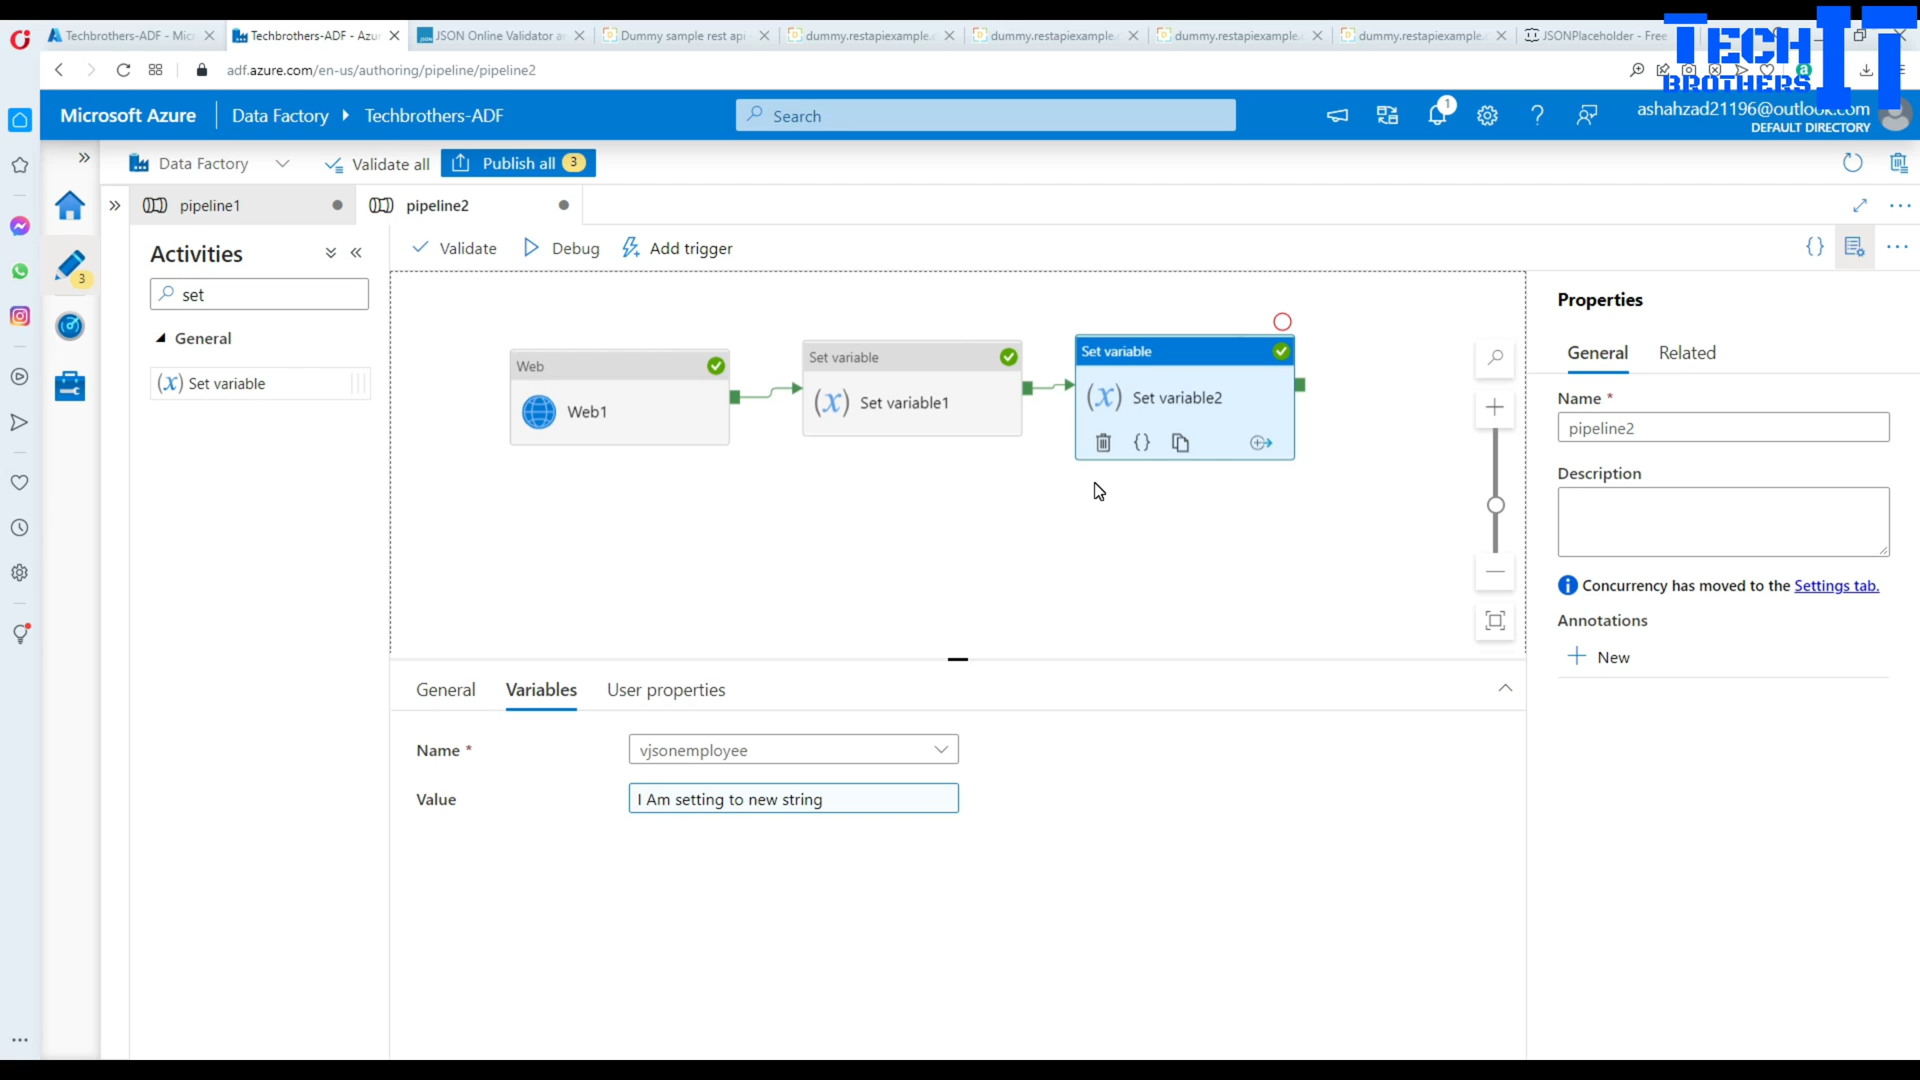 Techbrothers-ADF - Mic
Techbrothers-ADF - Azu
JSON Online Validator a
Dummy sample rest api
dummy.restapiexample.
dummy.restapiexample.
dummy.restapiexample.
dummy.restapiexample.
JSONPlaceholder - Free
TECH IT
BROTHERS
adf.azure.com/en-us/authoring/pipeline/pipeline2
Microsoft Azure
Data Factory
Techbrothers-ADF
Search
1
ashahzad21196@outlook.com
DEFAULT DIRECTORY
Data Factory
Validate all
Publish all 3
pipeline1
pipeline2
Activities
Validate
Debug
Add trigger
3
set
General
(x) Set variable
Web
Web1
Set variable
(x) Set variable1
Set variable
(x) Set variable2
Properties
General
Related
Name *
pipeline2
Description
Concurrency has moved to the Settings tab.
Annotations
New
General
Variables
User properties
Name *
vjsonemployee
Value
I Am setting to new string